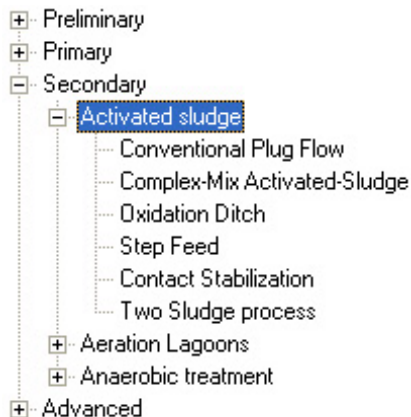 Preliminary
Primary
Secondary
Activated sludge
Conventional Plug Flow
Complex-Mix Activated-Sludge
Oxidation Ditch
Step Feed
Contact Stabilization
Two Sludge process
Aeration Lagoons
Anaerobic treatment
Advanced